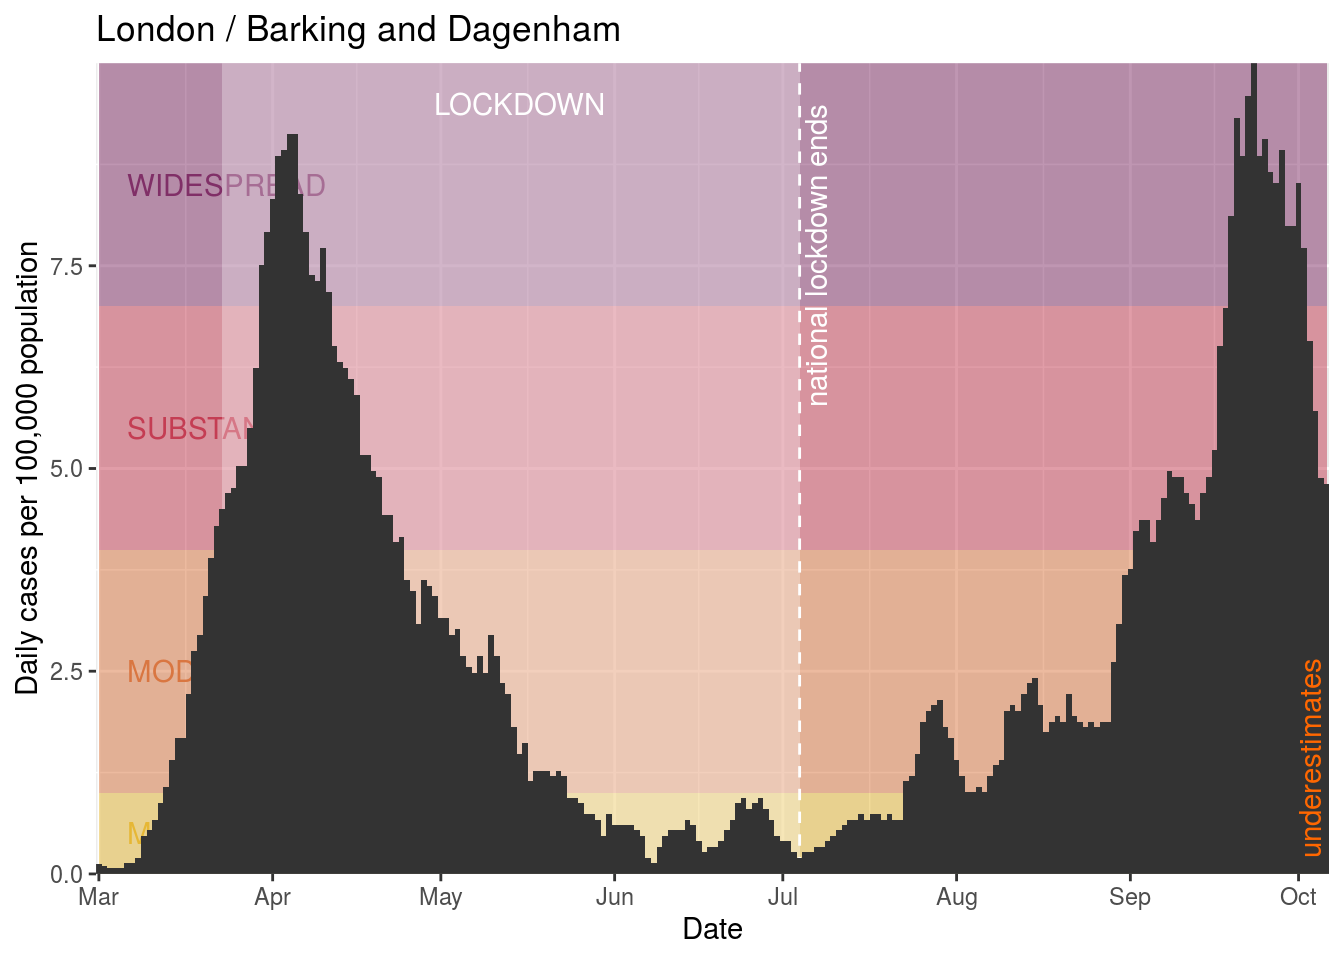 London / Barking and Dagenham
LOCKDOWN
national lockdown ends
WIDESPREAD
SUBSTAN
MOD
M
underestimates
Daily cases per 100,000 population
7.5
5.0
2.5
0.0
Mar Apr May Jun Jul Aug Sep Oct
Date